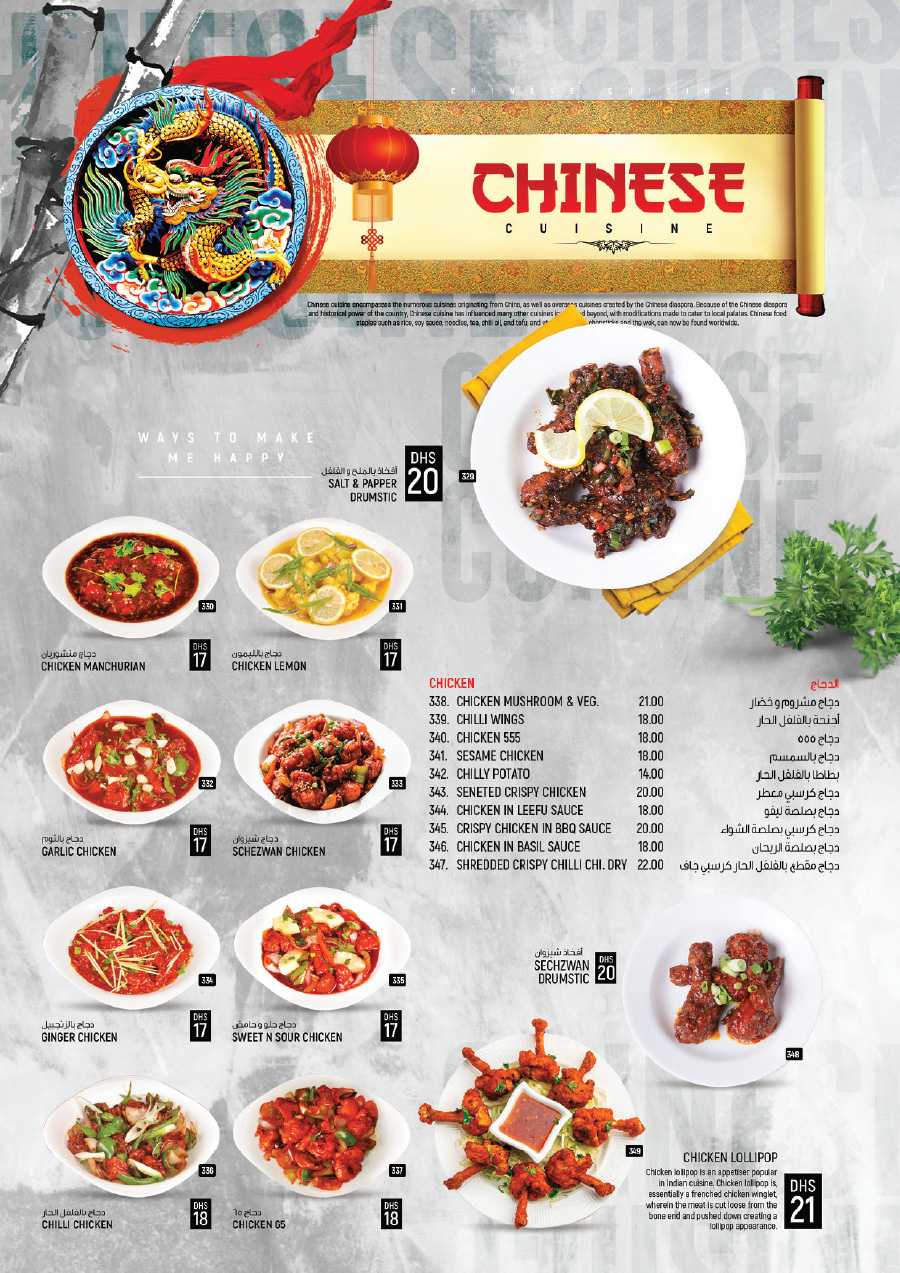 CHINESE CUISINE
CHINESE
CUISINE
Chinese cuisine encompasses the numerous cuisines originating from China, as well as overseas cuisines created by the Chinese diaspora. Because of the Chinese diaspora
and historical power of the country, Chinese cuisine has influenced many other cuisines in and beyond, with modifications made to cater to local palates. Chinese food
staples such as rice, soy sauce, noodles, tea, chili oil, and tofu, and chopsticks and the wok, can now be found worldwide.
WAYS TO MAKE
ME HAPPY
أفخاذ بالملح و الفلفل
SALT & PAPPER
DRUMSTIC
DHS
20
329
330
دجاج منشوريان
CHICKEN MANCHURIAN
DHS
17
331
دجاج بالليمون
CHICKEN LEMON
DHS
17
332
دجاج بالثوم
GARLIC CHICKEN
DHS
17
333
دجاج شيزوان
SCHEZWAN CHICKEN
DHS
17
334
دجاج بالزنجبيل
GINGER CHICKEN
DHS
17
335
دجاج حلو و حامض
SWEET N SOUR CHICKEN
DHS
17
336
دجاج بالفلفل الحار
CHILLI CHICKEN
DHS
18
337
دجاج ٦٥
CHICKEN 65
DHS
18
CHICKEN الدجاج
338. CHICKEN MUSHROOM & VEG. 21.00 دجاج مشروم و خضار
339. CHILLI WINGS 18.00 أجنحة بالفلفل الحار
340. CHICKEN 555 18.00 دجاج ٥٥٥
341. SESAME CHICKEN 18.00 دجاج بالسمسم
342. CHILLY POTATO 14.00 بطاطا بالفلفل الحار
343. SENETED CRISPY CHICKEN 20.00 دجاج كرسبي معطر
344. CHICKEN IN LEEFU SAUCE 18.00 دجاج بصلصة ليفو
345. CRISPY CHICKEN IN BBQ SAUCE 20.00 دجاج كرسبي بصلصة الشواء
346. CHICKEN IN BASIL SAUCE 18.00 دجاج بصلصة الريحان
347. SHREDDED CRISPY CHILLI CHI. DRY 22.00 دجاج مقطع بالفلفل الحار كرسبي جاف
أفخاذ شيزوان
SECHZWAN
DRUMSTIC
DHS
20
348
349
CHICKEN LOLLIPOP
Chicken lollipop is an appetiser popular
in Indian cuisine. Chicken lollipop is,
essentially a frenched chicken winglet,
wherein the meat is cut loose from the
bone end and pushed down creating a
lollipop appearance.
DHS
21